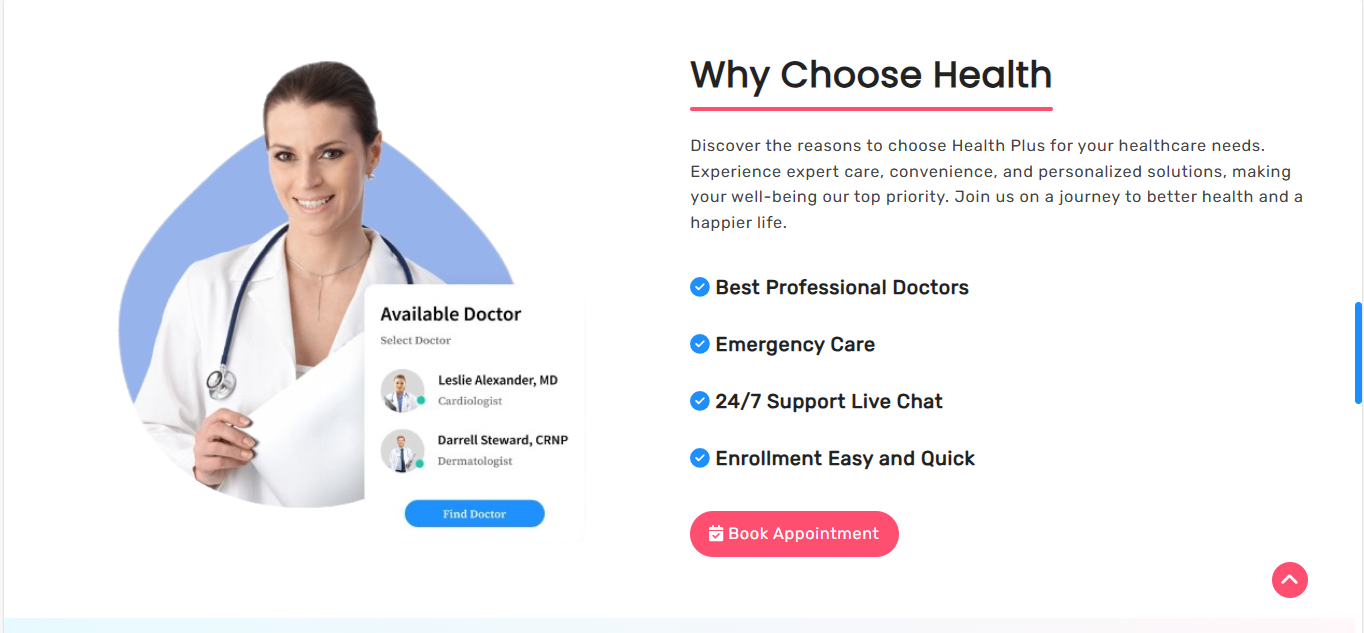 Why Choose Health
Discover the reasons to choose Health Plus for your healthcare needs.
Experience expert care, convenience, and personalized solutions, making
your well-being our top priority. Join us on a journey to better health and a
happier life.
Best Professional Doctors
Emergency Care
24/7 Support Live Chat
Enrollment Easy and Quick
Book Appointment
Available Doctor
Select Doctor
Leslie Alexander, MD
Cardiologist
Darrell Steward, CRNP
Dermatologist
Find Doctor